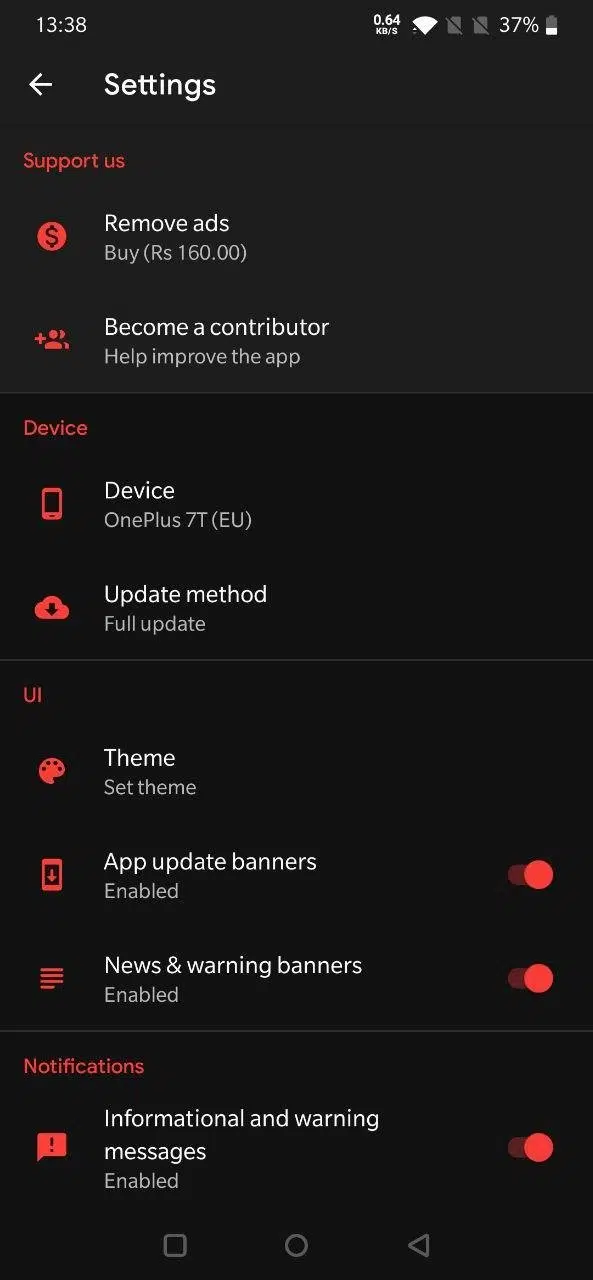 13:38
0.64
KB/S
37%
Settings
Support us
Remove ads
Buy (Rs 160.00)
Become a contributor
Help improve the app
Device
Device
OnePlus 7T (EU)
Update method
Full update
UI
Theme
Set theme
App update banners
Enabled
News & warning banners
Enabled
Notifications
Informational and warning
messages
Enabled